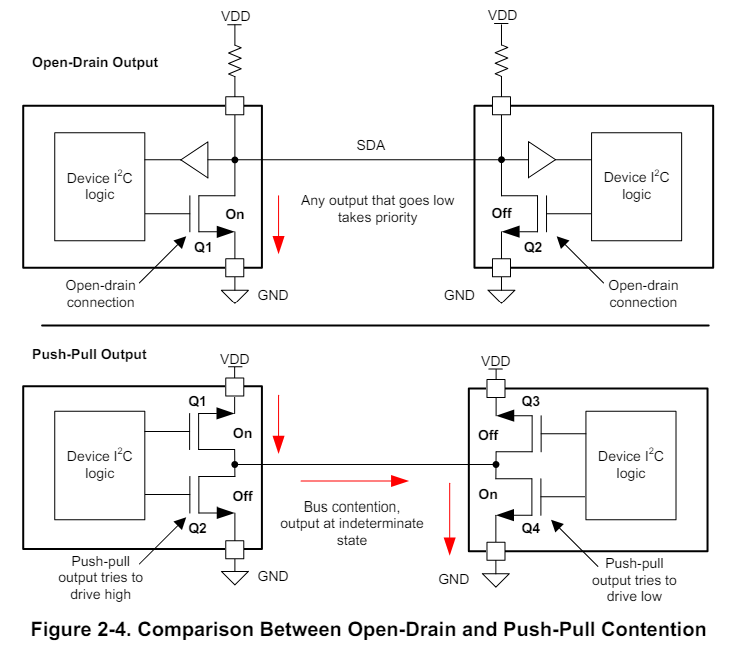 VDD
VDD
Open-Drain Output
SDA
Device I²C
logic
Device I²C
logic
Any output that goes low
takes priority
On
Off
Q1
Q2
Open-drain
connection
GND
GND
Open-drain
connection
Push-Pull Output
VDD
VDD
Q1
Q3
On
Off
Device I²C
logic
Device I²C
logic
Off
On
Bus contention,
output at indeterminate
state
Q2
Q4
Push-pull
output tries to
drive high
GND
GND
Push-pull
output tries to
drive low
Figure 2-4. Comparison Between Open-Drain and Push-Pull Contention